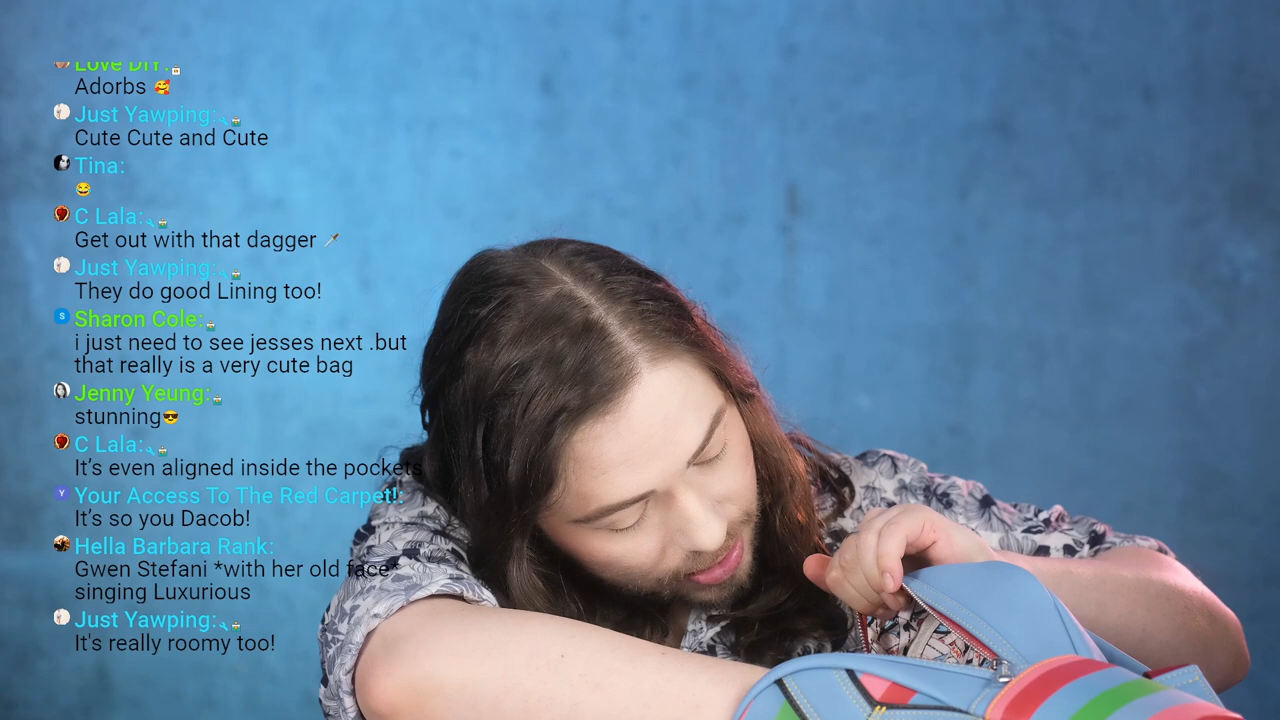 Love DIY:
Adorbs 🥰
Just Yawping:
Cute Cute and Cute
Tina:
😂
C Lala:
Get out with that dagger 🗡️
Just Yawping:
They do good Lining too!
S
Sharon Cole:
i just need to see jesses next .but
that really is a very cute bag
Jenny Yeung:
stunning😎
C Lala:
It’s even aligned inside the pockets
Y
Your Access To The Red Carpet!:
It’s so you Dacob!
Hella Barbara Rank:
Gwen Stefani *with her old face*
singing Luxurious
Just Yawping:
It's really roomy too!